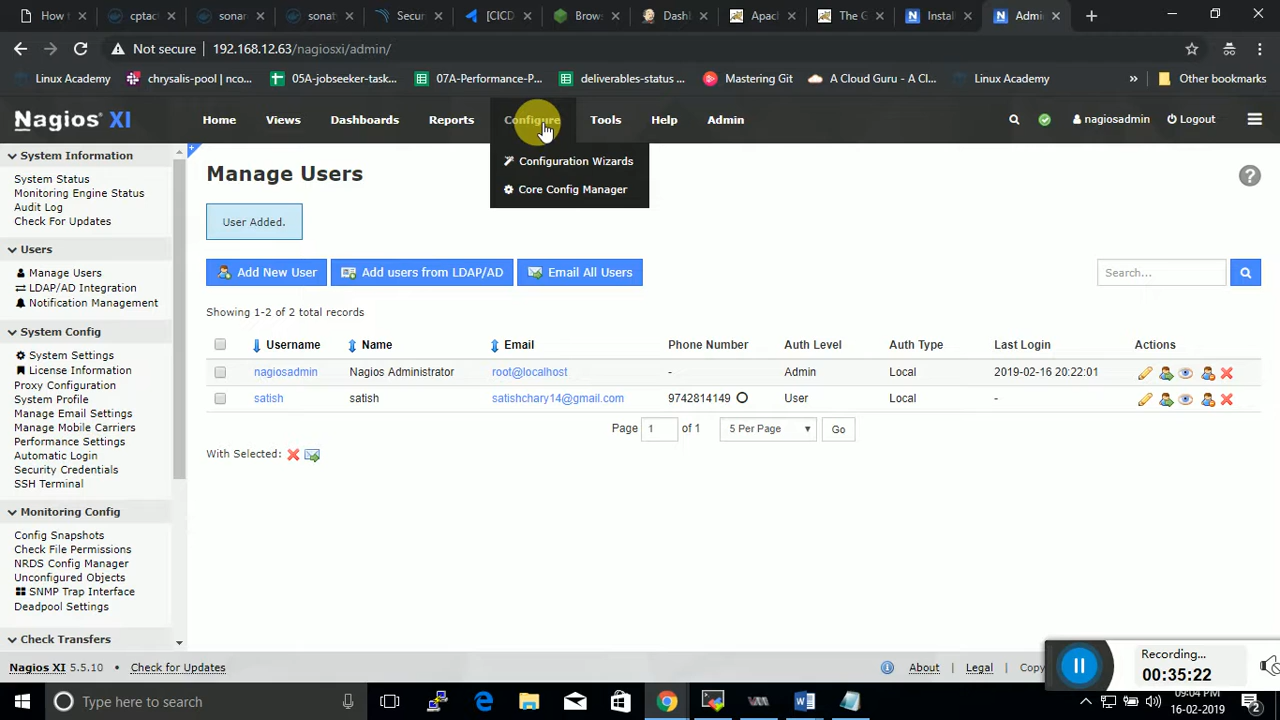 How t
cptac
sonar
sonaty
Secur
[CICD
Brows
Dashl
Apac
The G
Install
Admi
Not secure
192.168.12.63/nagiosxi/admin/
Linux Academy
chrysalis-pool | nco...
05A-jobseeker-task...
07A-Performance-P...
deliverables-status ...
Mastering Git
A Cloud Guru - A Cl...
Linux Academy
»
Other bookmarks
Nagios XI
Home
Views
Dashboards
Reports
Configure
Tools
Help
Admin
nagiosadmin
Logout
Configuration Wizards
Core Config Manager
System Information
System Status
Monitoring Engine Status
Audit Log
Check For Updates
Users
Manage Users
LDAP/AD Integration
Notification Management
System Config
System Settings
License Information
Proxy Configuration
System Profile
Manage Email Settings
Manage Mobile Carriers
Performance Settings
Automatic Login
Security Credentials
SSH Terminal
Monitoring Config
Config Snapshots
Check File Permissions
NRDS Config Manager
Unconfigured Objects
SNMP Trap Interface
Deadpool Settings
Check Transfers
Manage Users
User Added.
Add New User
Add users from LDAP/AD
Email All Users
Search...
Showing 1-2 of 2 total records
Username Name Email Phone Number Auth Level Auth Type Last Login Actions
nagiosadmin Nagios Administrator root@localhost - Admin Local 2019-02-16 20:22:01
satish satish satishchary14@gmail.com 9742814149 User Local -
Page 1 of 1 5 Per Page Go
With Selected:
Nagios XI 5.5.10 • Check for Updates
About | Legal | Copy
Recording...
00:35:22
Type here to search
09:04 PM
16-02-2019
2